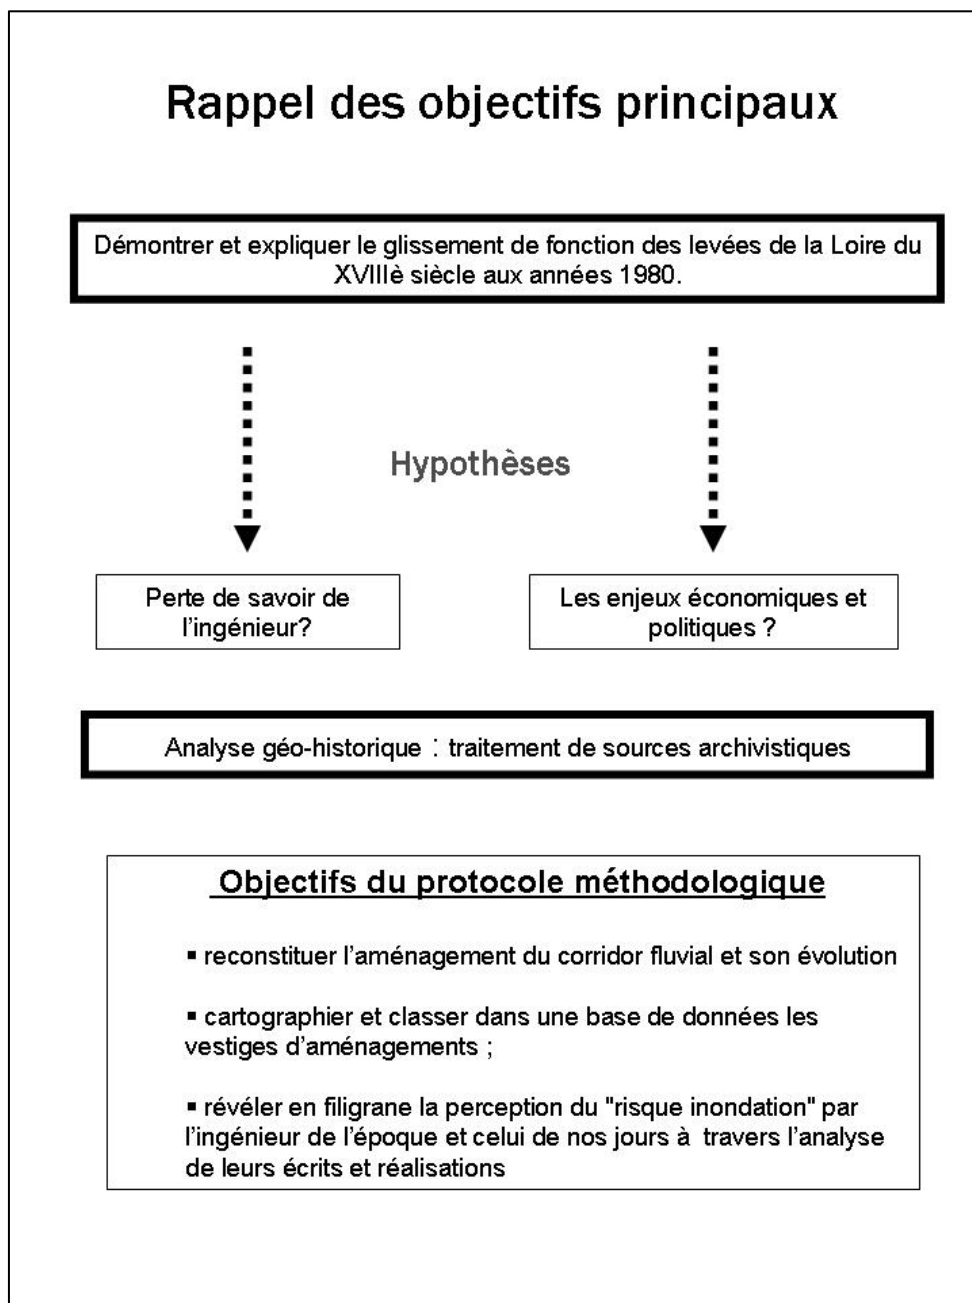 Rappel des objectifs principaux
Démontrer et expliquer le glissement de fonction des levées de la Loire du
XVIIIè siècle aux années 1980.
Hypothèses
Perte de savoir de
l'ingénieur?
Les enjeux économiques et
politiques ?
Analyse géo-historique : traitement de sources archivistiques
Objectifs du protocole méthodologique
▪ reconstituer l'aménagement du corridor fluvial et son évolution
▪ cartographier et classer dans une base de données les
vestiges d'aménagements ;
▪ révéler en filigrane la perception du "risque inondation" par
l'ingénieur de l'époque et celui de nos jours à travers l'analyse
de leurs écrits et réalisations